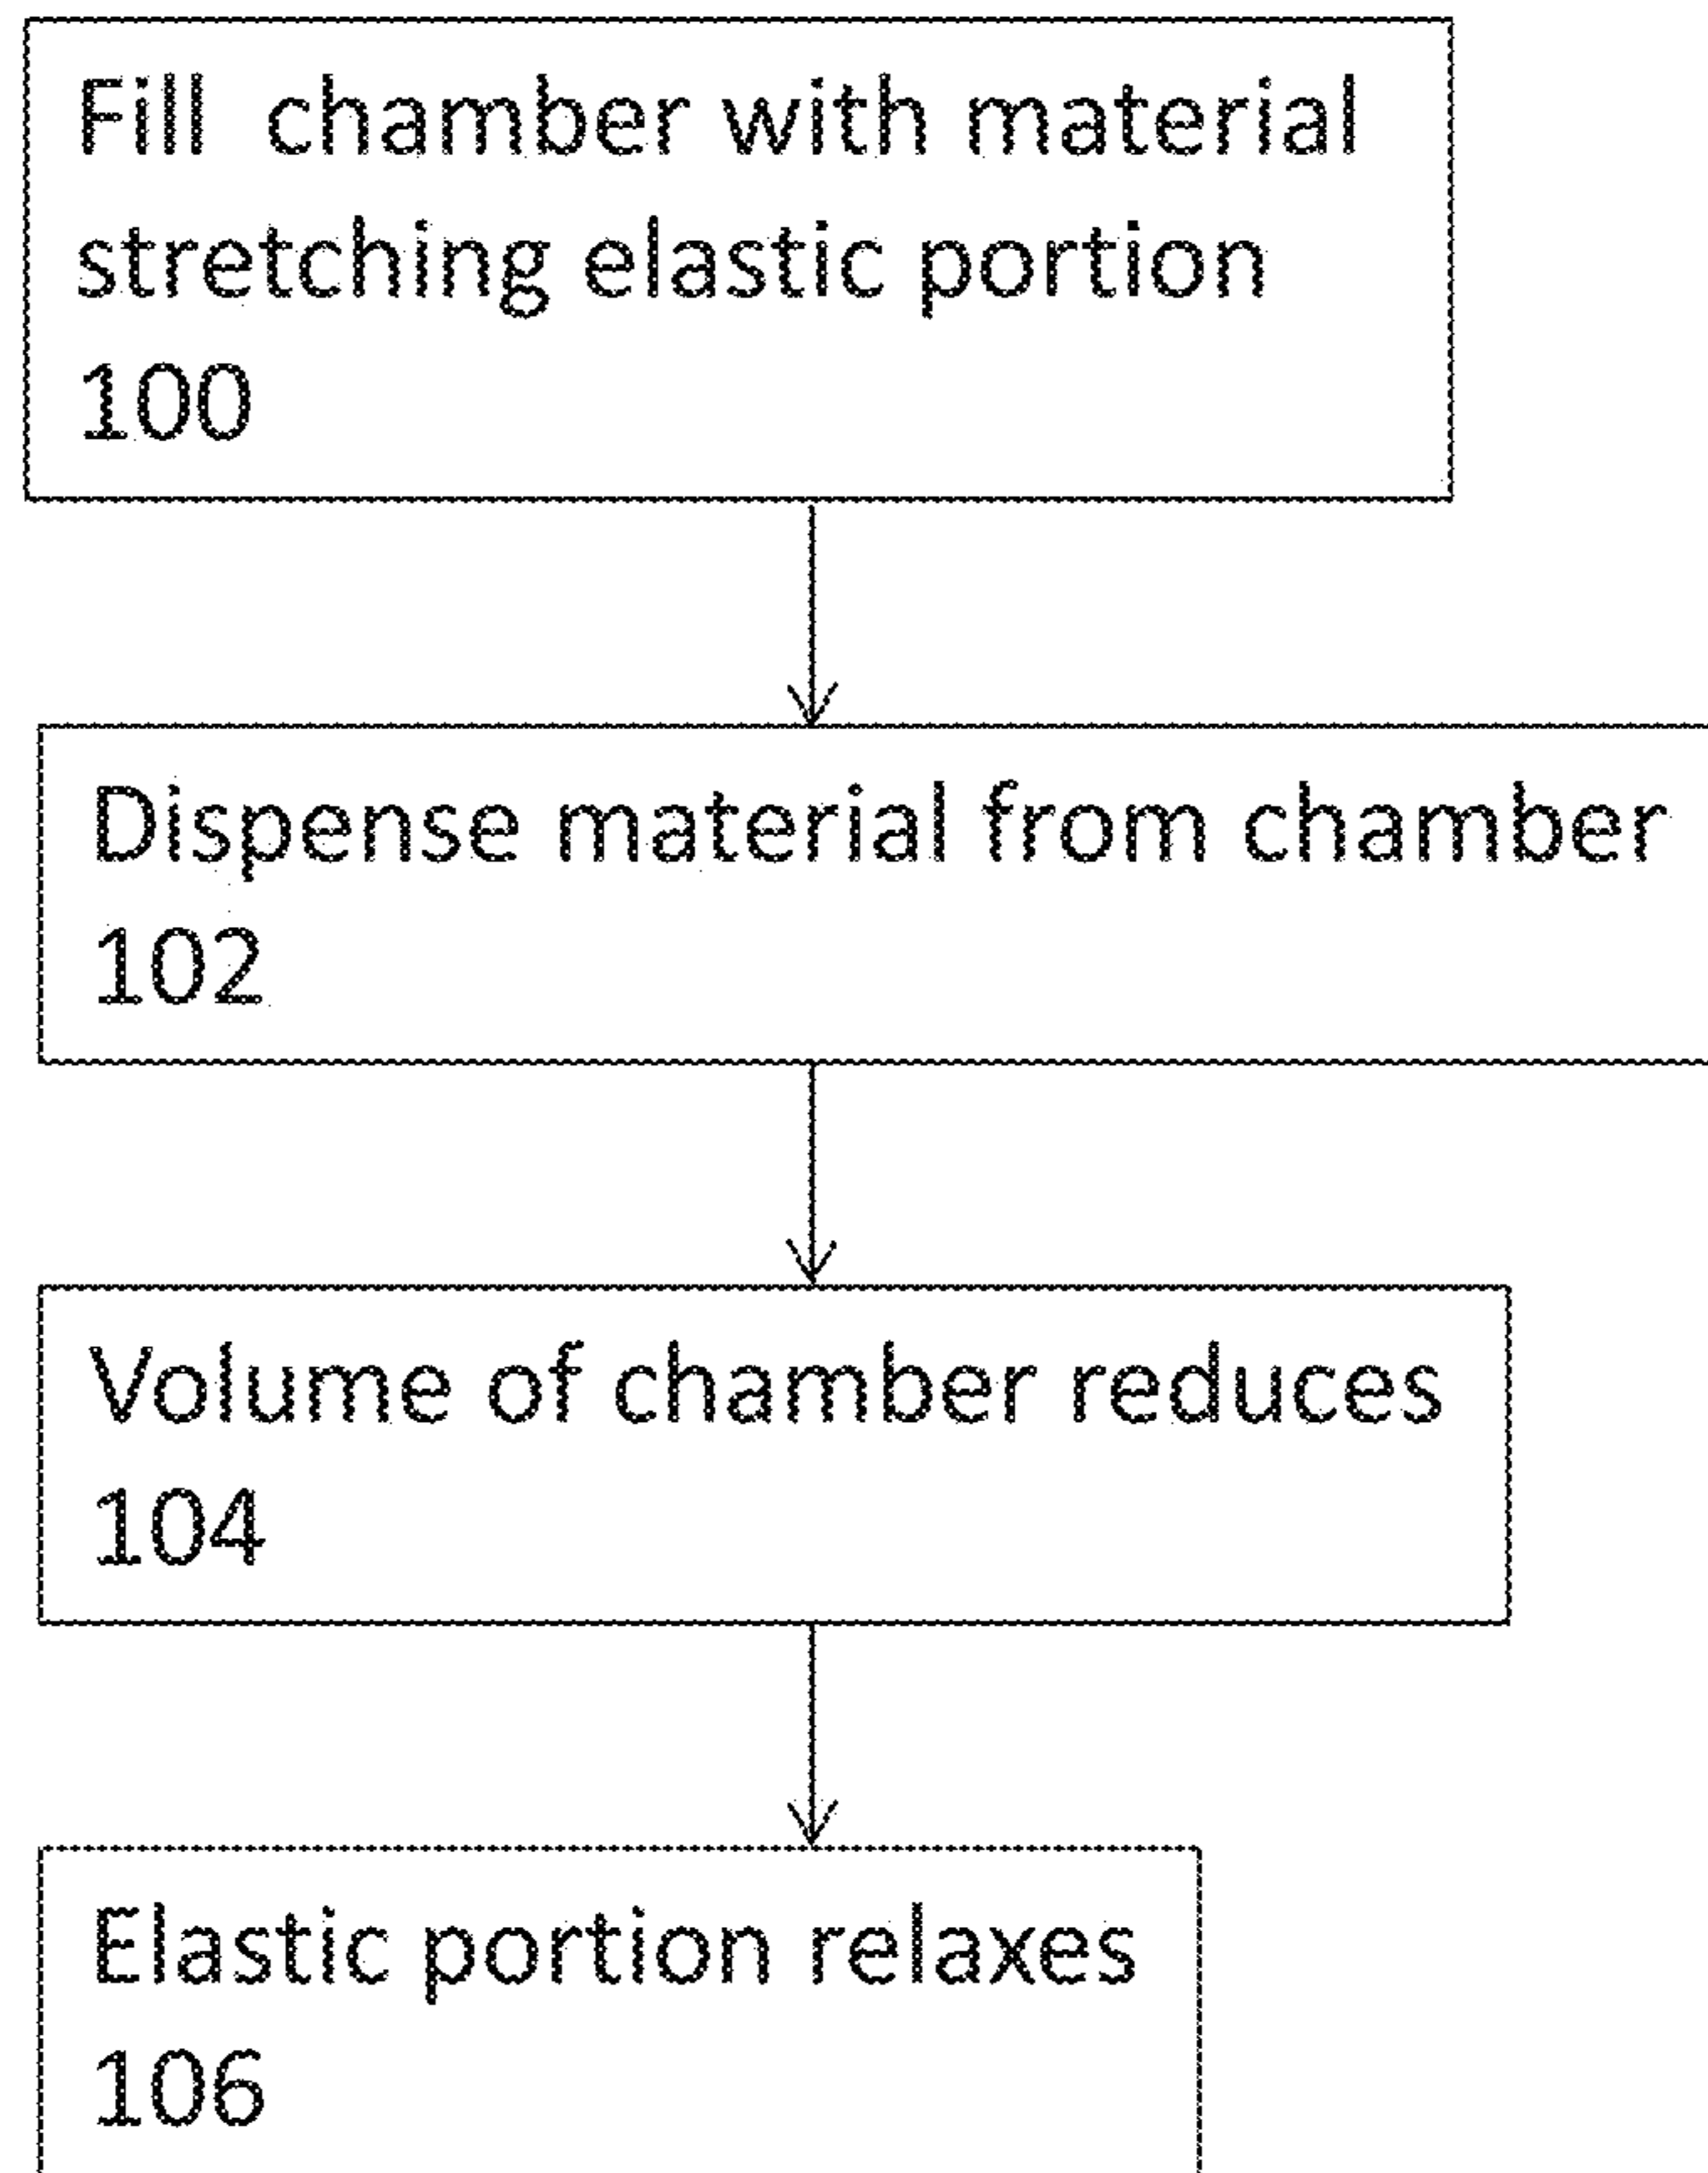 Fill chamber with material
stretching elastic portion
100
Dispense material from chamber
102
Volume of chamber reduces
104
Elastic portion relaxes
106